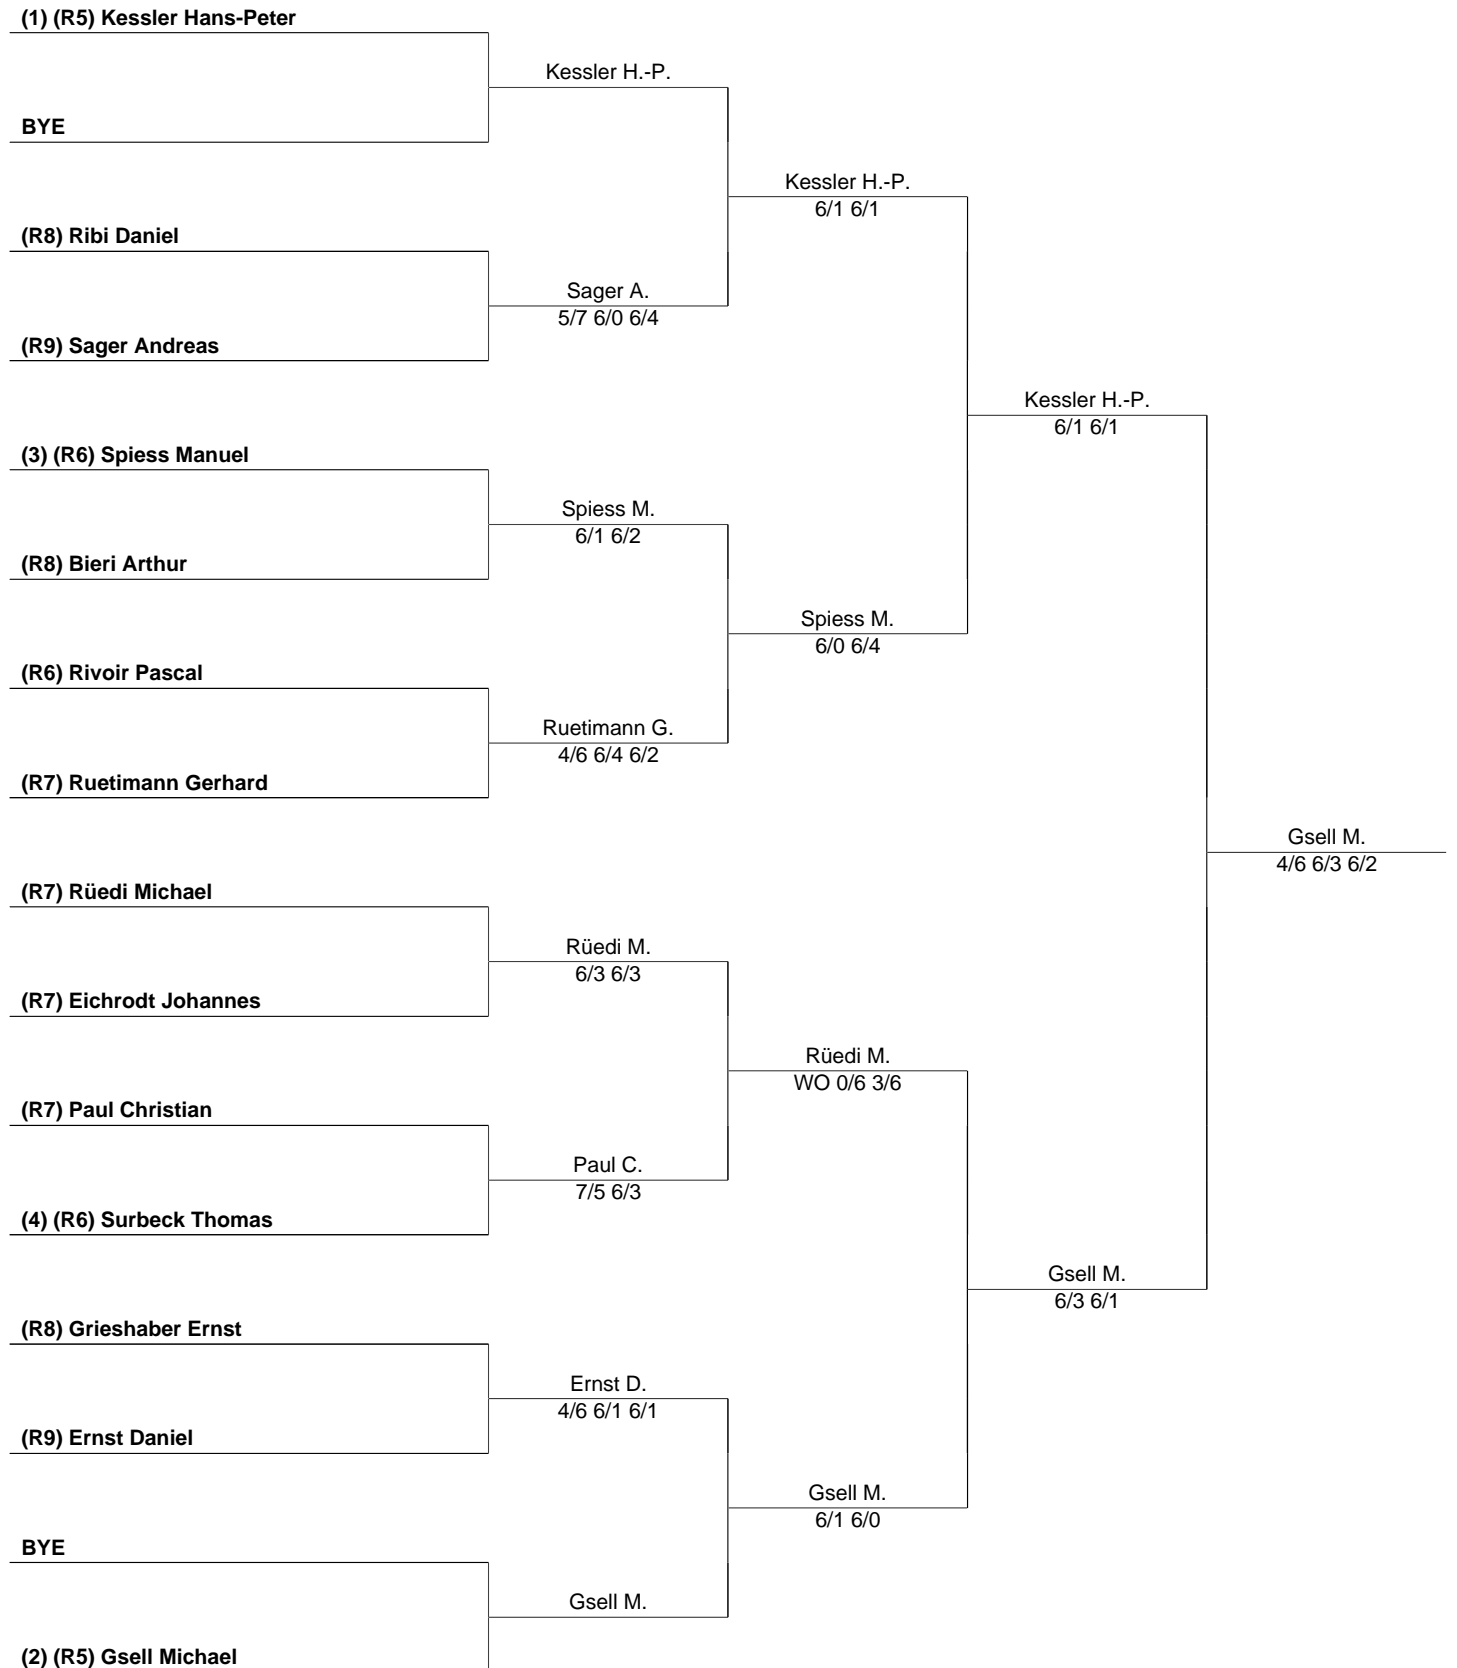 (1) (R5) Kessler Hans-Peter
Kessler H.-P.
BYE
Kessler H.-P.
6/1 6/1
(R8) Ribi Daniel
Sager A.
5/7 6/0 6/4
(R9) Sager Andreas
Kessler H.-P.
6/1 6/1
(3) (R6) Spiess Manuel
Spiess M.
6/1 6/2
(R8) Bieri Arthur
Spiess M.
6/0 6/4
(R6) Rivoir Pascal
Ruetimann G.
4/6 6/4 6/2
(R7) Ruetimann Gerhard
Gsell M.
4/6 6/3 6/2
(R7) Rüedi Michael
Rüedi M.
6/3 6/3
(R7) Eichrodt Johannes
Rüedi M.
WO 0/6 3/6
(R7) Paul Christian
Paul C.
7/5 6/3
(4) (R6) Surbeck Thomas
Gsell M.
6/3 6/1
(R8) Grieshaber Ernst
Ernst D.
4/6 6/1 6/1
(R9) Ernst Daniel
Gsell M.
6/1 6/0
BYE
Gsell M.
(2) (R5) Gsell Michael